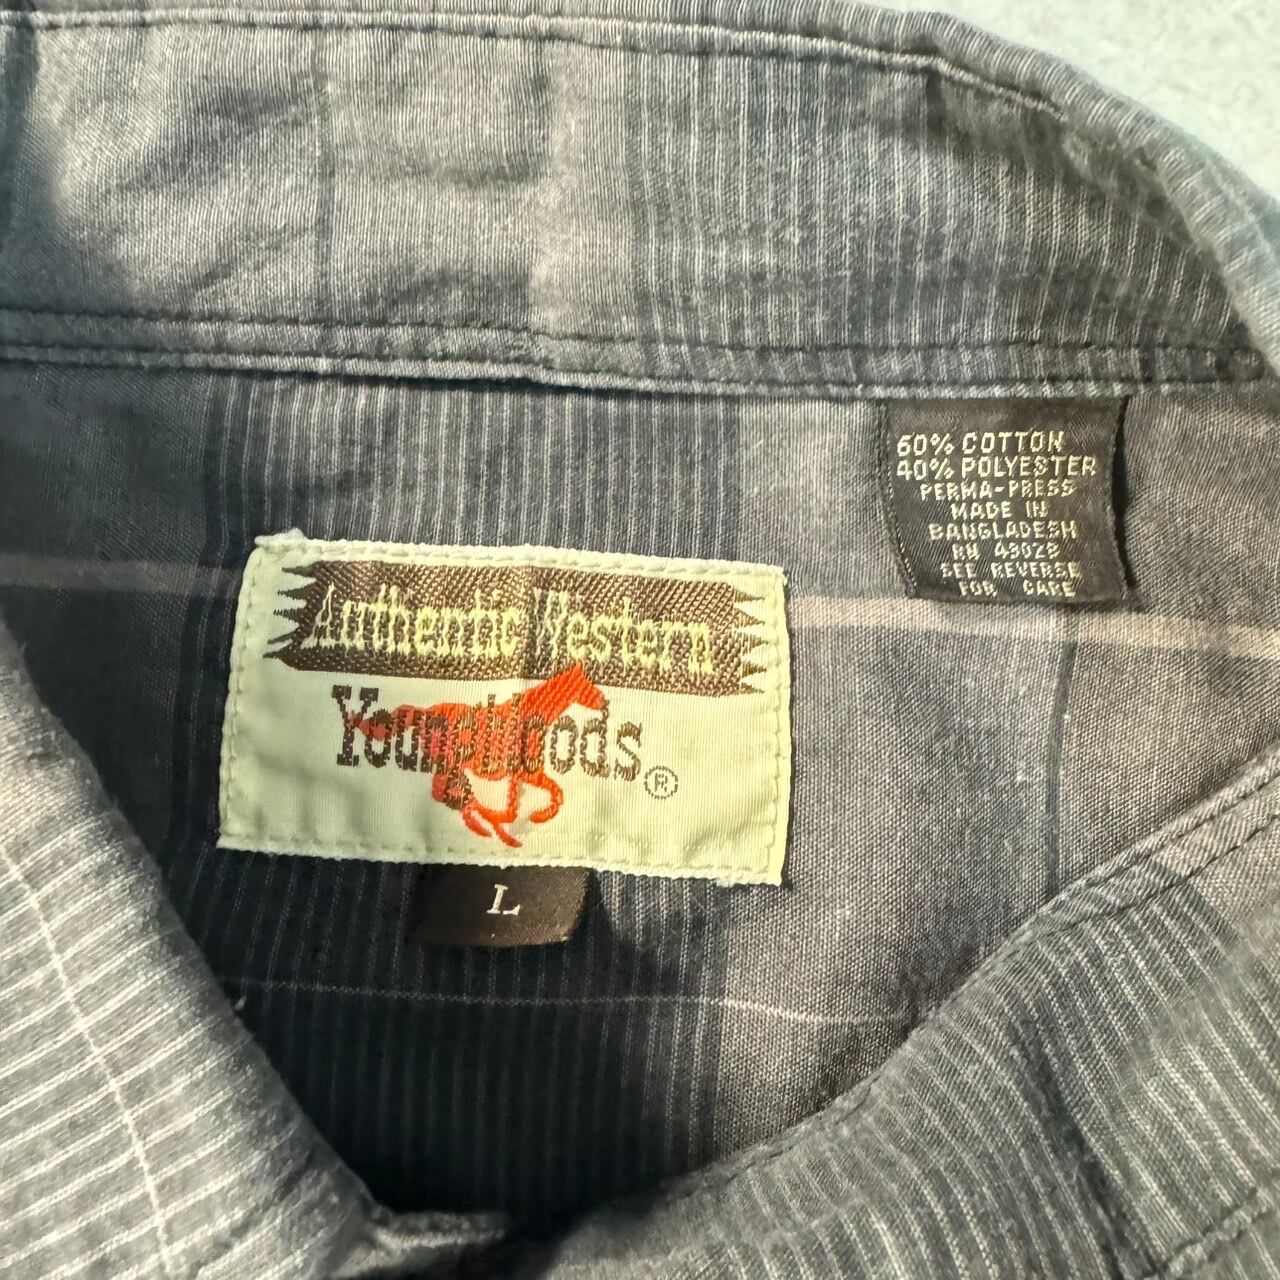 60% COTTON
40% POLYESTER
PERMA-PRESS
MADE IN
BANGLADESH
RN 43028
SEE REVERSE
FOR CARE
Authentic Western
Youngbloods®
L